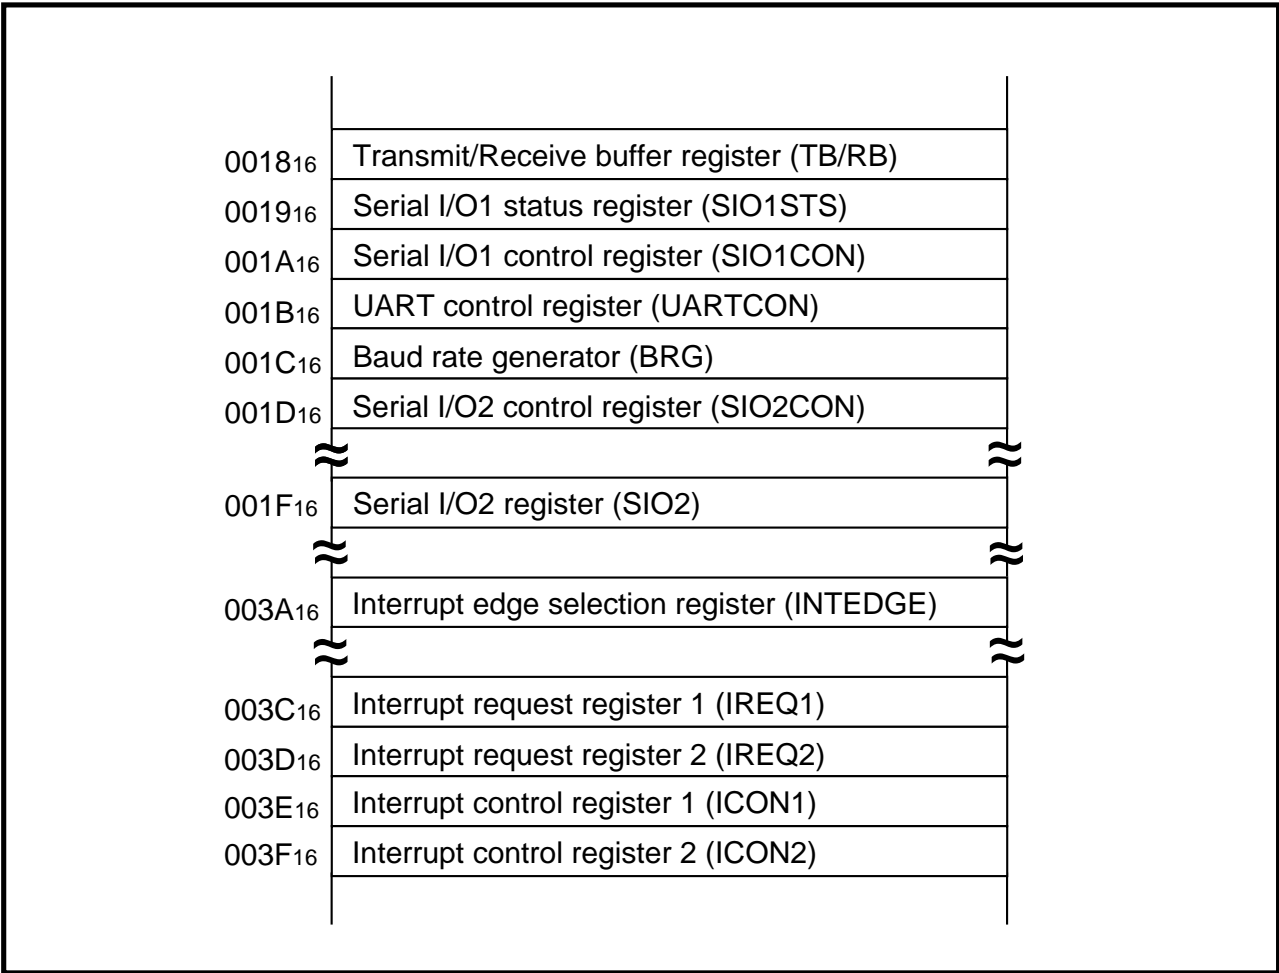 0018₁₆ Transmit/Receive buffer register (TB/RB)
0019₁₆ Serial I/O1 status register (SIO1STS)
001A₁₆ Serial I/O1 control register (SIO1CON)
001B₁₆ UART control register (UARTCON)
001C₁₆ Baud rate generator (BRG)
001D₁₆ Serial I/O2 control register (SIO2CON)
001F₁₆ Serial I/O2 register (SIO2)
003A₁₆ Interrupt edge selection register (INTEDGE)
003C₁₆ Interrupt request register 1 (IREQ1)
003D₁₆ Interrupt request register 2 (IREQ2)
003E₁₆ Interrupt control register 1 (ICON1)
003F₁₆ Interrupt control register 2 (ICON2)